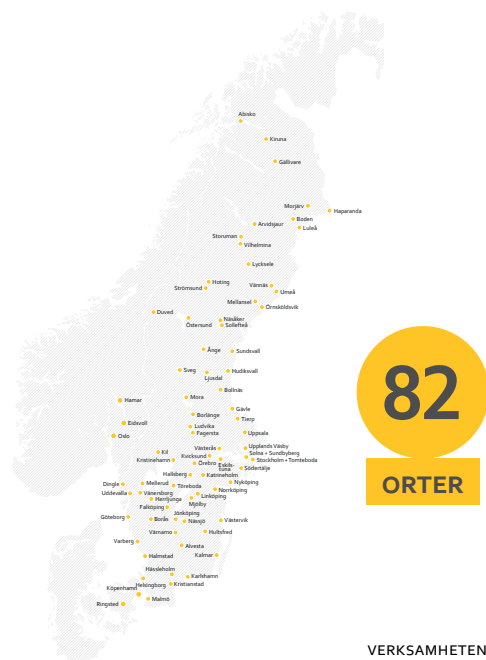 Abisko
Kiruna
Gällivare
Morjärv
Haparanda
Boden
Arvidsjaur
Luleå
Storuman
Vilhelmina
Lycksele
Hoting
Strömsund
Vännäs
Umeå
Mellansel
Örnsköldsvik
Duved
Östersund
Näsåker
Sollefteå
Ånge
Sundsvall
Sveg
Ljusdal
Hudiksvall
Bollnäs
Hamar
Mora
Gävle
Borlänge
Tierp
Eidsvoll
Ludvika
Fagersta
Uppsala
Oslo
Kil
Västerås
Upplands Väsby
Solna + Sundbyberg
Kvicksund
Kristinehamn
Örebro
Eskils-
tuna
Stockholm + Tomteboda
Södertälje
Hallsberg
Katrineholm
Nyköping
Dingle
Mellerud
Töreboda
Norrköping
Uddevalla
Vänersborg
Linköping
Herrljunga
Mjölby
Falköping
Jönköping
Göteborg
Borås
Nässjö
Västervik
Värnamo
Hultsfred
Varberg
Alvesta
Halmstad
Kalmar
Hässleholm
Karlshamn
Helsingborg
Kristianstad
Köpenhamn
Malmö
Ringsted
82
ORTER
VERKSAMHETEN